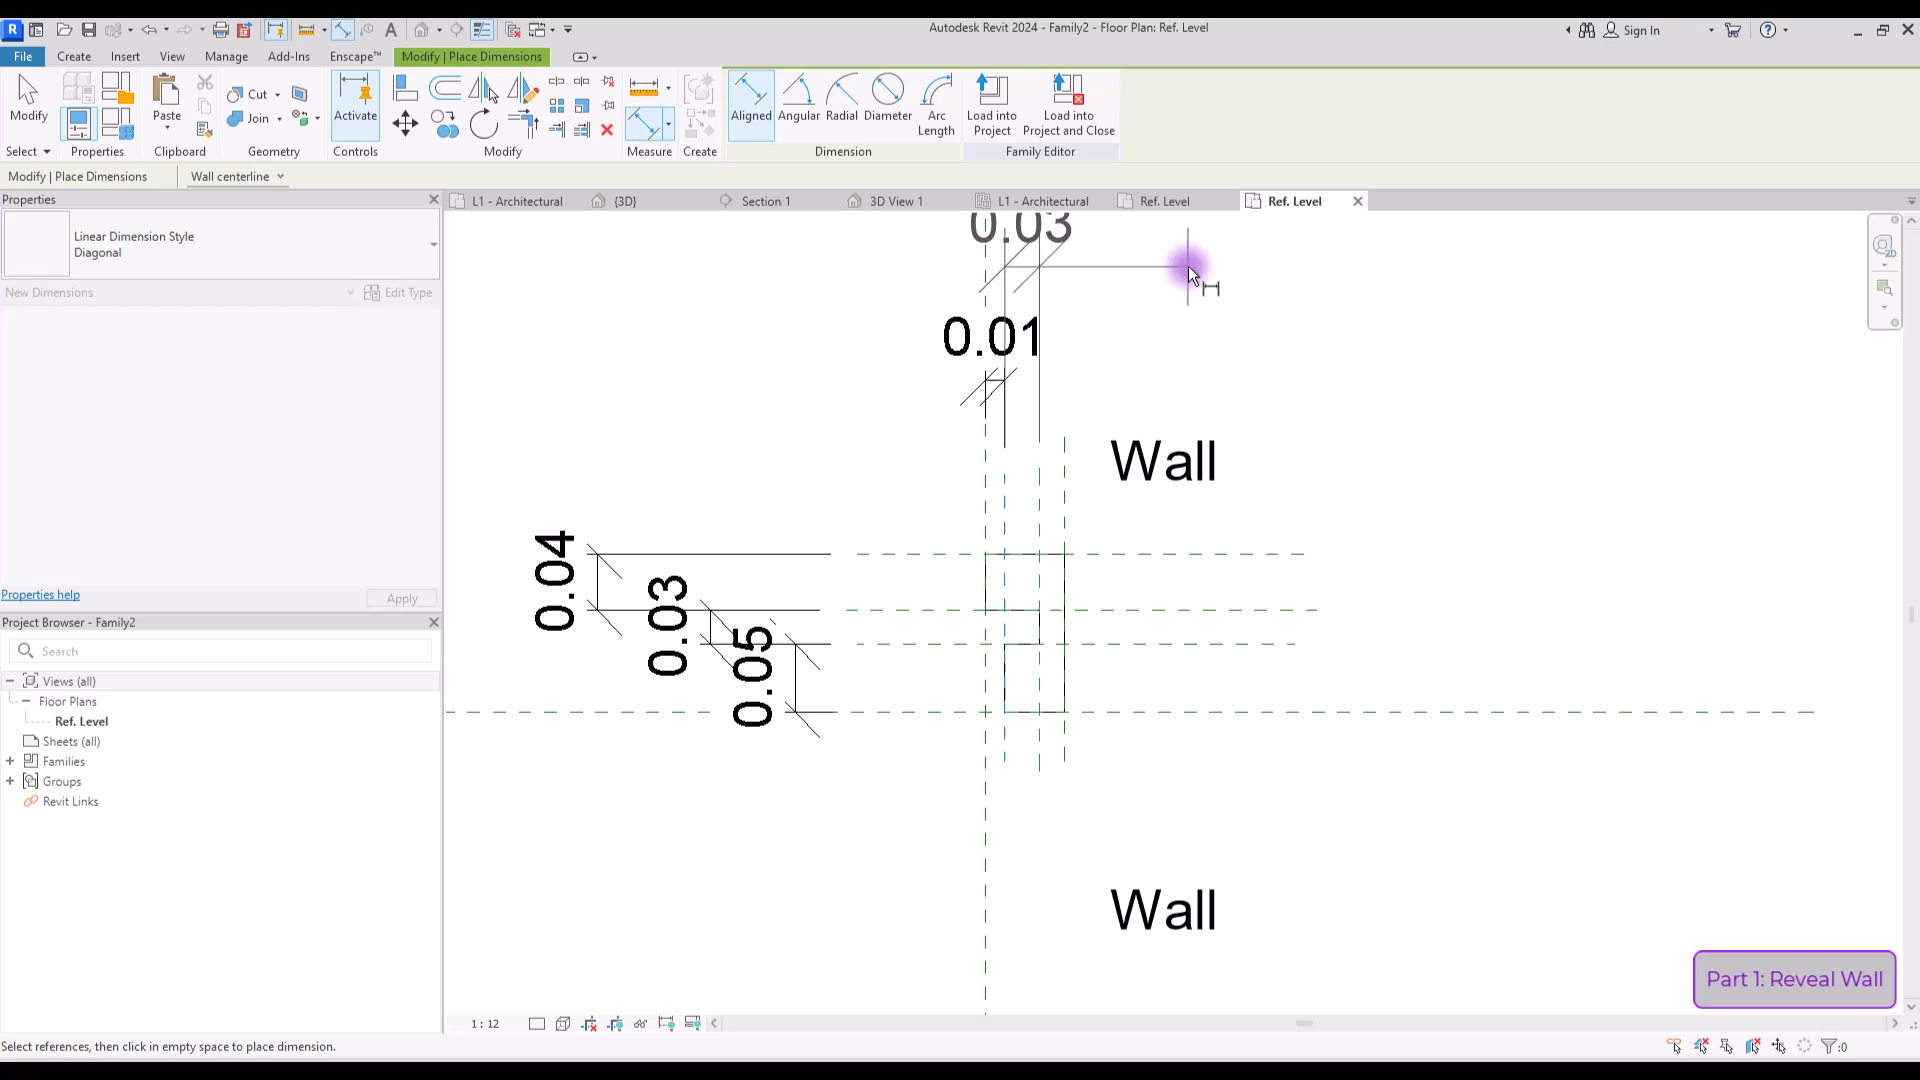 Autodesk Revit 2024 - Family2 - Floor Plan: Ref. Level
Sign In
File
Create
Insert
View
Manage
Add-Ins
Enscape™
Modify | Place Dimensions
Modify
Paste
Cut
Join
Activate
Aligned
Angular
Radial
Diameter
Arc
Length
Load into
Project
Load into
Project and Close
Select
Properties
Clipboard
Geometry
Controls
Modify
Measure
Create
Dimension
Family Editor
Modify | Place Dimensions
Wall centerline
Properties
L1 - Architectural
{3D}
Section 1
3D View 1
L1 - Architectural
Ref. Level
Ref. Level
Linear Dimension Style
Diagonal
New Dimensions
Edit Type
Properties help
Apply
Project Browser - Family2
Search
Views (all)
Floor Plans
Ref. Level
Sheets (all)
Families
Groups
Revit Links
0.03
0.01
Wall
0.04
0.03
0.05
Wall
Part 1: Reveal Wall
1 : 12
Select references, then click in empty space to place dimension.
:0